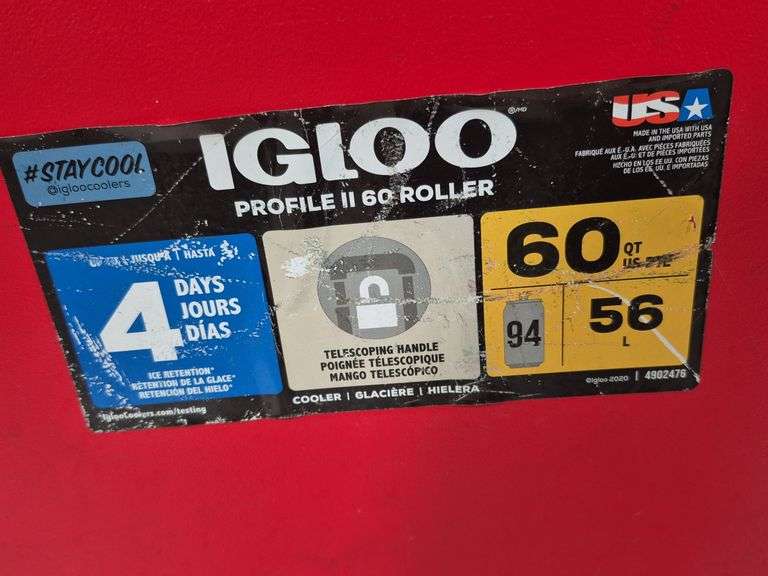 #STAYCOOL
@igloocoolers
IGLOO
®/MD
PROFILE II 60 ROLLER
USA
MADE IN THE USA WITH USA
AND IMPORTED PARTS
FABRIQUÉ AUX É.-U.A. AVEC PIÈCES FABRIQUÉES
AUX É.-U. ET DE PIÈCES IMPORTÉES
HECHO EN LOS EE.UU. CON PIEZAS
DE LOS EE. UU. E IMPORTADAS
JUSQU'À | HASTA
4
DAYS
JOURS
DÍAS
ICE RETENTION*
RÉTENTION DE LA GLACE*
RETENCIÓN DEL HIELO*
igloocoolers.com/testing
TELESCOPING HANDLE
POIGNÉE TÉLESCOPIQUE
MANGO TELESCÓPICO
COOLER | GLACIÈRE | HIELERA
60
QT
US
94
56
L
©Igloo 2020 | 4902476